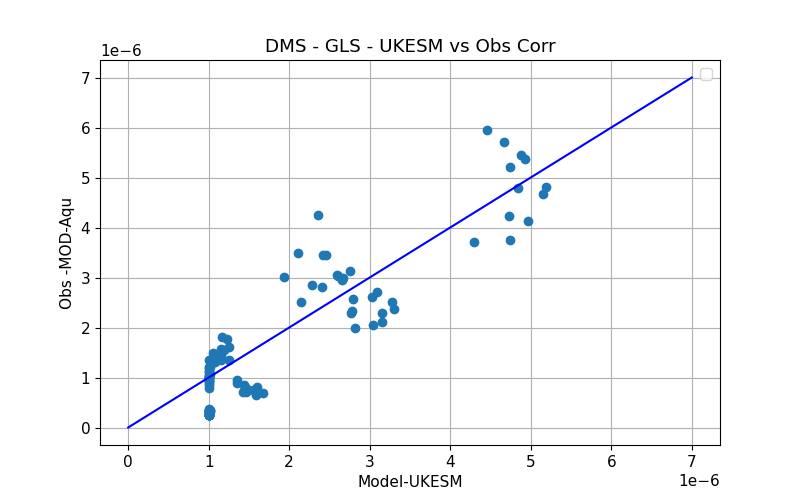 DMS - GLS - UKESM vs Obs Corr
1e−6
7
6
5
4
3
2
1
0
Obs -MOD-Aqu
0 1 2 3 4 5 6 7
Model-UKESM
1e−6